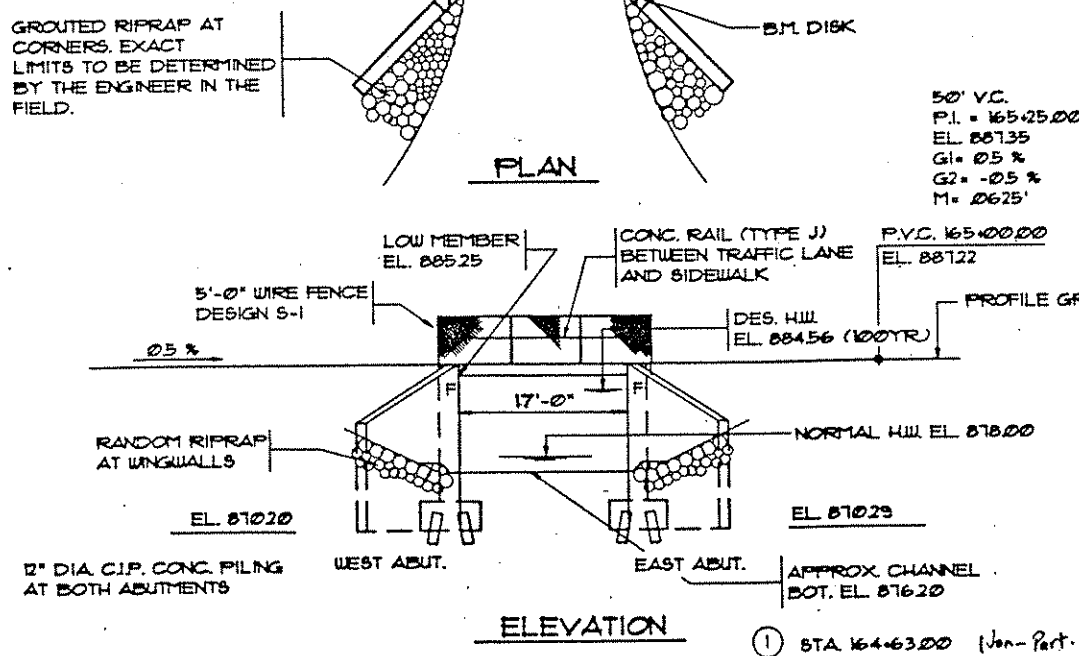 GROUTED RIPRAP AT
CORNERS. EXACT
LIMITS TO BE DETERMINED
BY THE ENGINEER IN THE
FIELD.
B.M. DISK
50' V.C.
P.I. = 165+25.00
EL. 887.35
G1= 0.5 %
G2= -0.5 %
M= .0625'
PLAN
LOW MEMBER
EL. 885.25
CONC. RAIL (TYPE J)
BETWEEN TRAFFIC LANE
AND SIDEWALK
P.V.C. 165+00.00
EL. 887.22
5'-0" WIRE FENCE
DESIGN S-1
PROFILE GR
DES. H.W.
EL. 884.56 (100YR)
0.5 %
F
F
17'-0"
RANDOM RIPRAP
AT WINGWALLS
NORMAL H.W. EL. 878.00
EL. 870.20
EL. 870.29
12" DIA. C.I.P. CONC. PILING
AT BOTH ABUTMENTS
WEST ABUT.
EAST ABUT.
APPROX. CHANNEL
BOT. EL. 876.20
ELEVATION
1 STA. 164+63.00 (Non-Part.